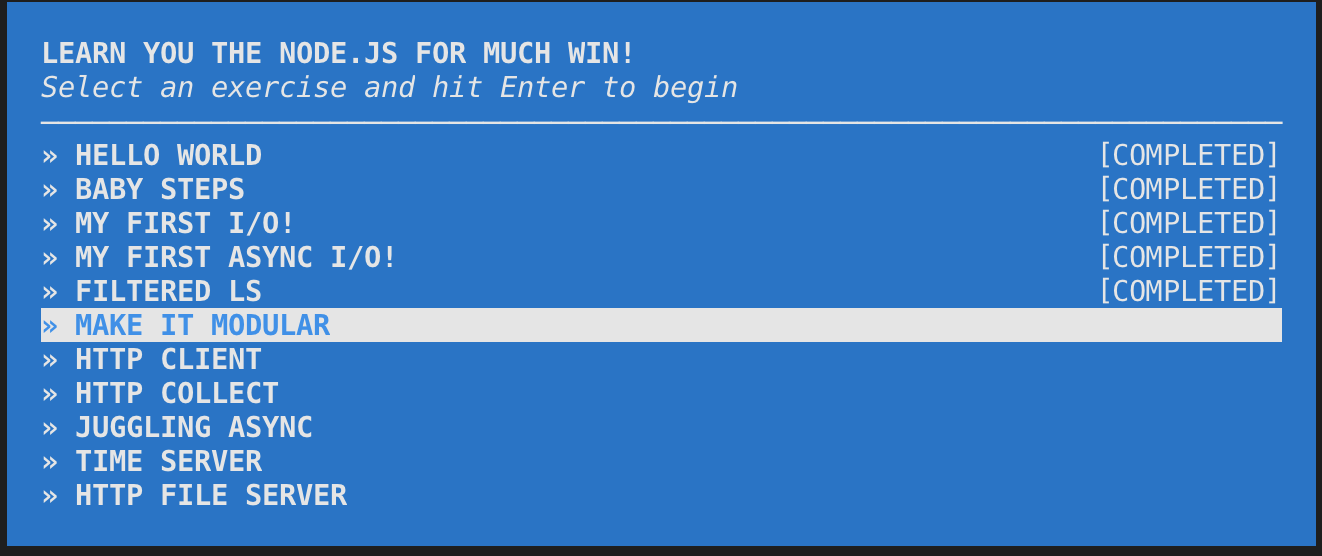 LEARN YOU THE NODE.JS FOR MUCH WIN!
Select an exercise and hit Enter to begin
» HELLO WORLD [COMPLETED]
» BABY STEPS [COMPLETED]
» MY FIRST I/O! [COMPLETED]
» MY FIRST ASYNC I/O! [COMPLETED]
» FILTERED LS [COMPLETED]
» MAKE IT MODULAR
» HTTP CLIENT
» HTTP COLLECT
» JUGGLING ASYNC
» TIME SERVER
» HTTP FILE SERVER